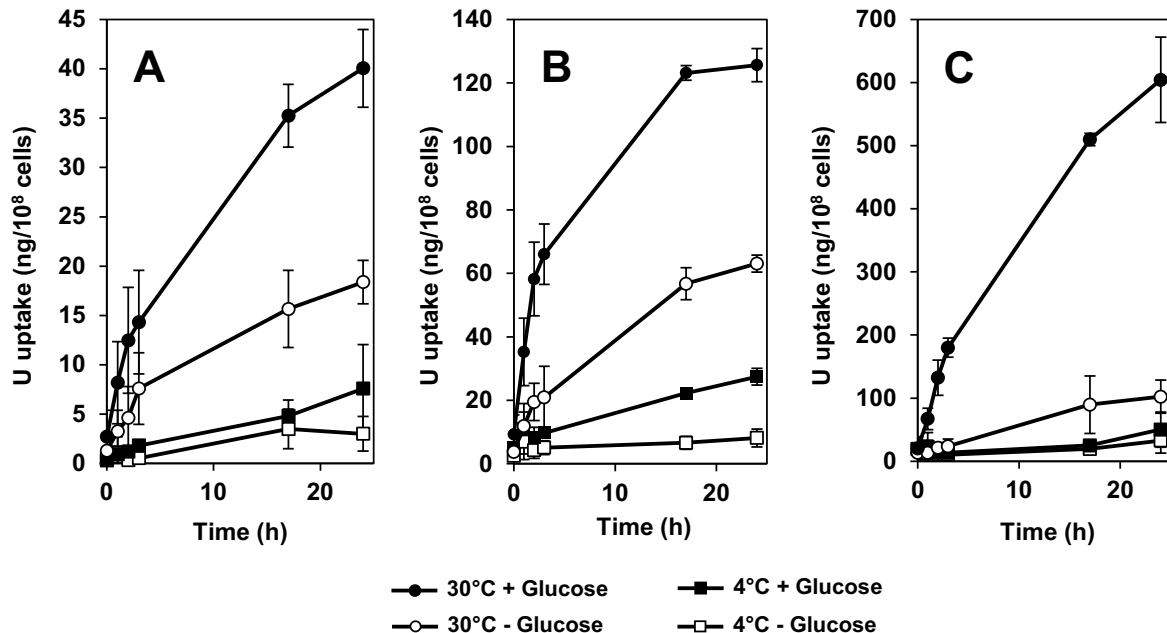 A
B
C
U uptake (ng/10⁸ cells)
45
40
35
30
25
20
15
10
5
0
0 10 20
Time (h)
U uptake (ng/10⁸ cells)
140
120
100
80
60
40
20
0
0 10 20
Time (h)
U uptake (ng/10⁸ cells)
700
600
500
400
300
200
100
0
0 10 20
Time (h)
30°C + Glucose
4°C + Glucose
30°C - Glucose
4°C - Glucose